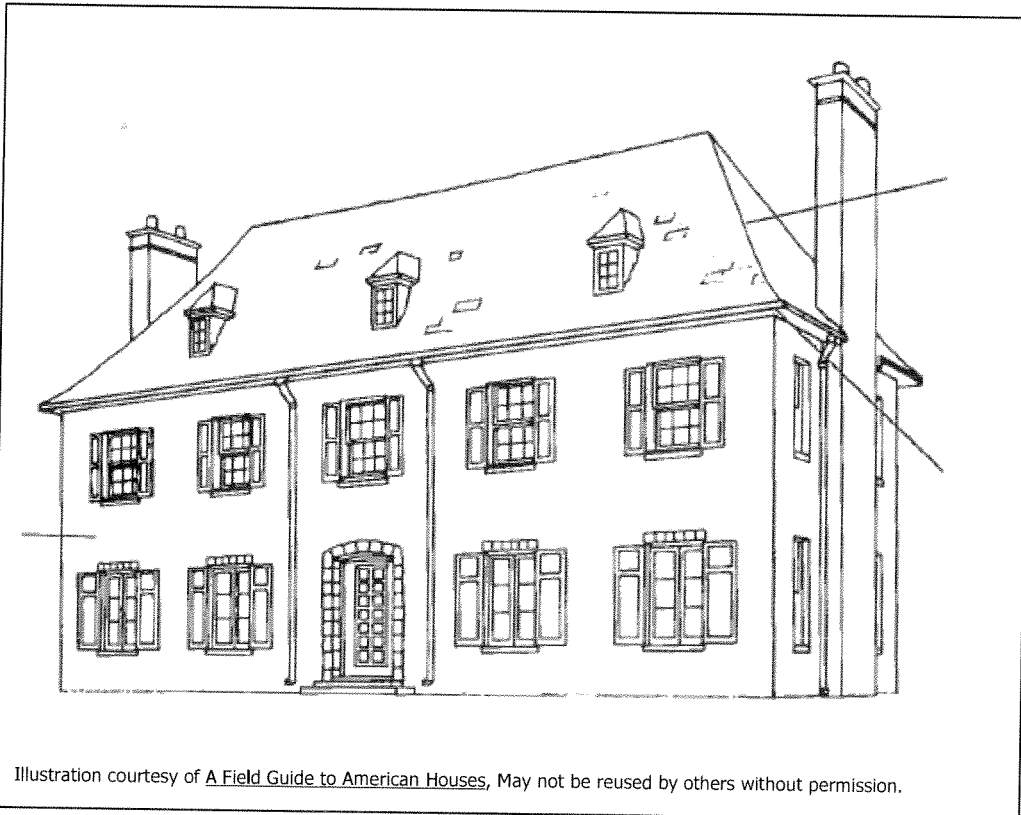 Illustration courtesy of A Field Guide to American Houses, May not be reused by others without permission.